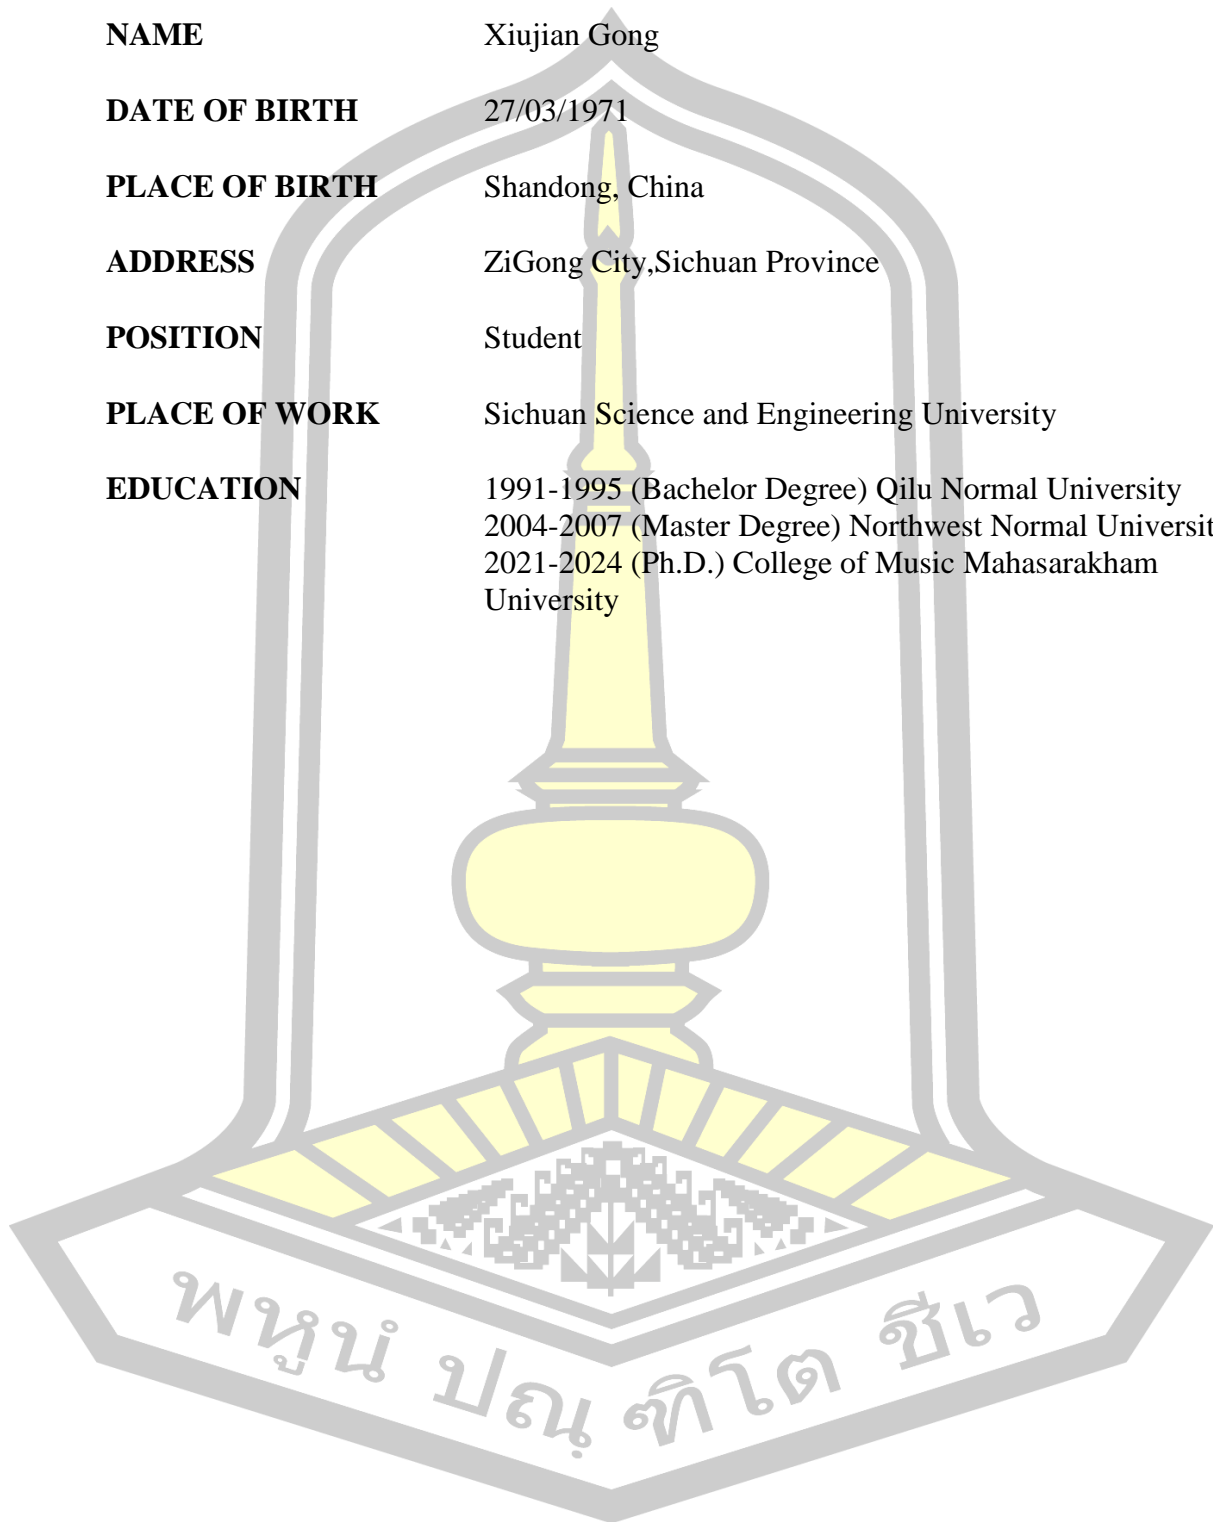 NAME Xiujian Gong
DATE OF BIRTH 27/03/1971
PLACE OF BIRTH Shandong, China
ADDRESS ZiGong City,Sichuan Province
POSITION Student
PLACE OF WORK Sichuan Science and Engineering University
EDUCATION 1991-1995 (Bachelor Degree) Qilu Normal University
2004-2007 (Master Degree) Northwest Normal Universit
2021-2024 (Ph.D.) College of Music Mahasarakham
University
พหูนํ ปณฺฑิโต ชีเว